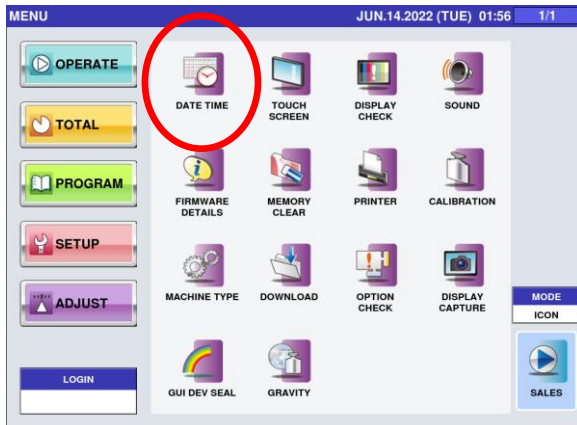 MENU JUN.14.2022 (TUE) 01:56 1/1
OPERATE
TOTAL
PROGRAM
SETUP
ADJUST
LOGIN
DATE TIME
TOUCH
SCREEN
DISPLAY
CHECK
SOUND
FIRMWARE
DETAILS
MEMORY
CLEAR
PRINTER
CALIBRATION
MACHINE TYPE
DOWNLOAD
OPTION
CHECK
DISPLAY
CAPTURE
GUI DEV SEAL
GRAVITY
MODE
ICON
SALES